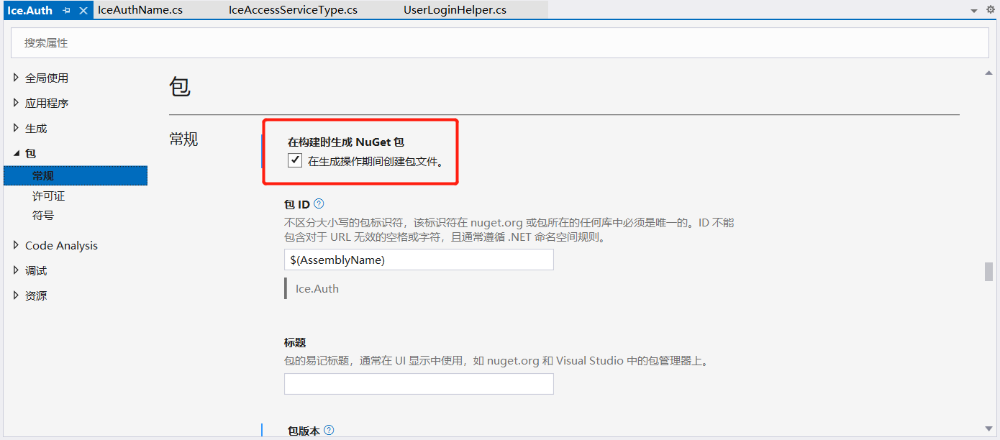 Ice.Auth
IceAuthName.cs
IceAccessServiceType.cs
UserLoginHelper.cs
搜索属性
全局使用
应用程序
生成
包
常规
许可证
符号
Code Analysis
调试
资源
包
常规
在构建时生成 NuGet 包
在生成操作期间创建包文件。
包 ID
不区分大小写的包标识符，该标识符在 nuget.org 或包所在的任何库中必须是唯一的。ID 不能
包含对于 URL 无效的空格或字符，且通常遵循 .NET 命名空间规则。
$(AssemblyName)
Ice.Auth
标题
包的易记标题，通常在 UI 显示中使用，如 nuget.org 和 Visual Studio 中的包管理器上。
包版本